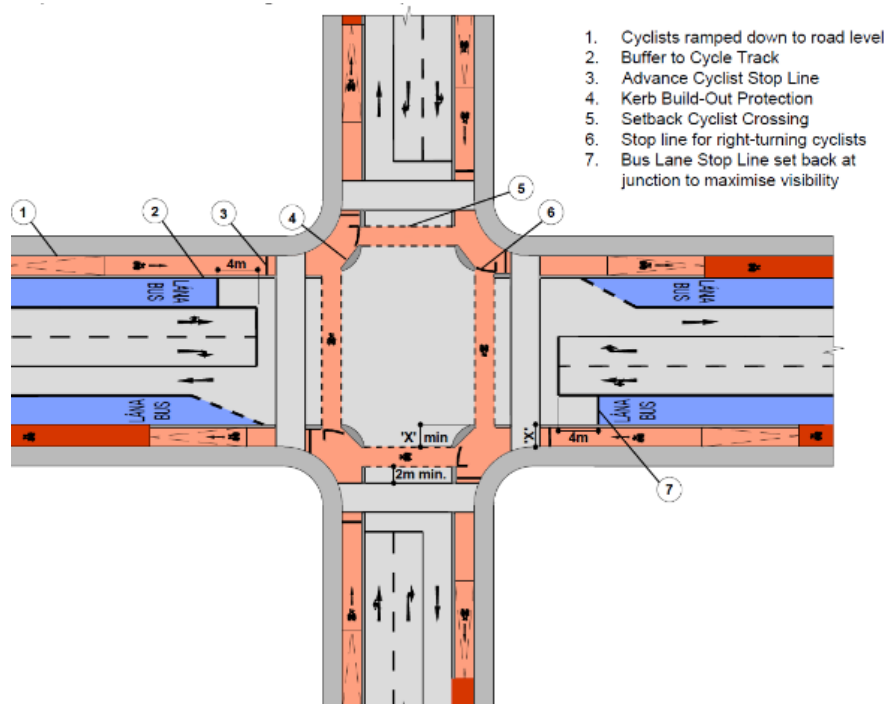 1. Cyclists ramped down to road level
2. Buffer to Cycle Track
3. Advance Cyclist Stop Line
4. Kerb Build-Out Protection
5. Setback Cyclist Crossing
6. Stop line for right-turning cyclists
7. Bus Lane Stop Line set back at
junction to maximise visibility
5
1
2
3
4
6
4m
LÁNA
BUS
LÁNA
BUS
LÁNA
BUS
'X' min
'X'
LÁNA
BUS
4m
2m min.
7